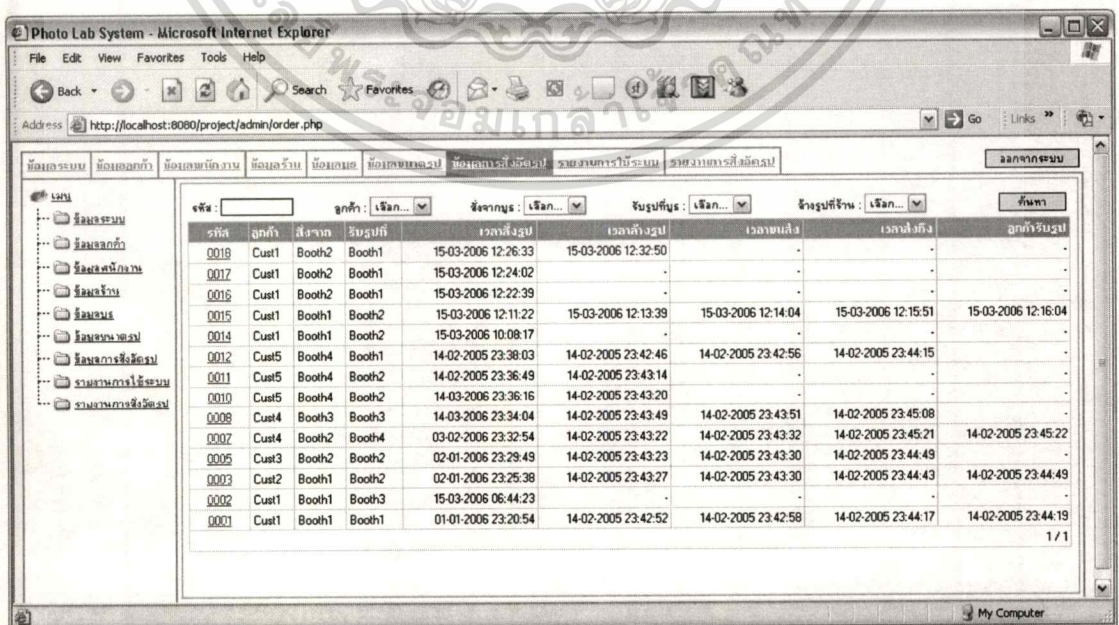 Photo Lab System - Microsoft Internet Explorer
File Edit View Favorites Tools Help
Back Search Favorites
Address http://localhost:8080/project/admin/order.php Go Links
ข้อมูลระบบ ข้อมูลลูกค้า ข้อมูลพนักงาน ข้อมูลร้าน ข้อมูลบูธ ข้อมูลขนาดรูป ข้อมูลการสั่งอัดรูป รายงานการใช้ระบบ รายงานการสั่งอัดรูป ออกจากระบบ
เมนู
ข้อมูลระบบ
ข้อมูลลูกค้า
ข้อมูลพนักงาน
ข้อมูลร้าน
ข้อมูลบูธ
ข้อมูลขนาดรูป
ข้อมูลการสั่งอัดรูป
รายงานการใช้ระบบ
รายงานการสั่งอัดรูป
รหัส : ลูกค้า : เลือก... สั่งจากบูธ : เลือก... รับรูปที่บูธ : เลือก... ล้างรูปที่ร้าน : เลือก... ค้นหา
รหัส ลูกค้า สั่งจาก รับรูปที่ เวลาสั่งรูป เวลาล้างรูป เวลาขนส่ง เวลาส่งถึง ลูกค้ารับรูป
0018 Cust1 Booth2 Booth1 15-03-2006 12:26:33 15-03-2006 12:32:50 - - -
0017 Cust1 Booth2 Booth1 15-03-2006 12:24:02 - - - -
0016 Cust1 Booth2 Booth1 15-03-2006 12:22:39 - - - -
0015 Cust1 Booth1 Booth2 15-03-2006 12:11:22 15-03-2006 12:13:39 15-03-2006 12:14:04 15-03-2006 12:15:51 15-03-2006 12:16:04
0014 Cust1 Booth1 Booth2 15-03-2006 10:08:17 - - - -
0012 Cust5 Booth4 Booth1 14-02-2005 23:38:03 14-02-2005 23:42:46 14-02-2005 23:42:56 14-02-2005 23:44:15 -
0011 Cust5 Booth4 Booth2 14-02-2005 23:36:49 14-02-2005 23:43:14 - - -
0010 Cust5 Booth4 Booth2 14-03-2006 23:36:16 14-02-2005 23:43:20 - - -
0008 Cust4 Booth3 Booth3 14-03-2006 23:34:04 14-02-2005 23:43:49 14-02-2005 23:43:51 14-02-2005 23:45:08 -
0007 Cust4 Booth2 Booth4 03-02-2006 23:32:54 14-02-2005 23:43:22 14-02-2005 23:43:32 14-02-2005 23:45:21 14-02-2005 23:45:22
0005 Cust3 Booth2 Booth2 02-01-2006 23:29:49 14-02-2005 23:43:23 14-02-2005 23:43:30 14-02-2005 23:44:49 -
0003 Cust2 Booth1 Booth2 02-01-2006 23:25:38 14-02-2005 23:43:27 14-02-2005 23:43:30 14-02-2005 23:44:43 14-02-2005 23:44:49
0002 Cust1 Booth1 Booth3 15-03-2006 06:44:23 - - - -
0001 Cust1 Booth1 Booth1 01-01-2006 23:20:54 14-02-2005 23:42:52 14-02-2005 23:42:58 14-02-2005 23:44:17 14-02-2005 23:44:19
1 / 1
My Computer